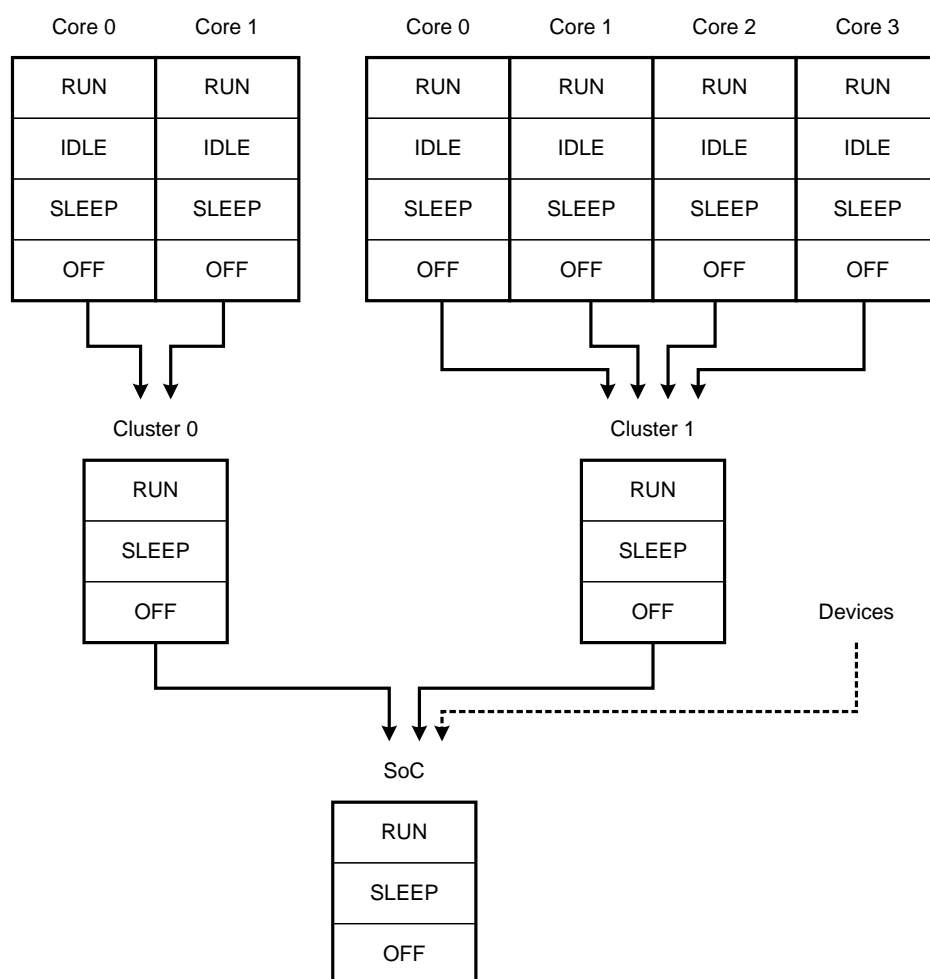 Core 0 Core 1 Core 0 Core 1 Core 2 Core 3
RUN RUN RUN RUN RUN RUN
IDLE IDLE IDLE IDLE IDLE IDLE
SLEEP SLEEP SLEEP SLEEP SLEEP SLEEP
OFF OFF OFF OFF OFF OFF
Cluster 0 Cluster 1
RUN RUN
SLEEP SLEEP
OFF OFF Devices
SoC
RUN
SLEEP
OFF